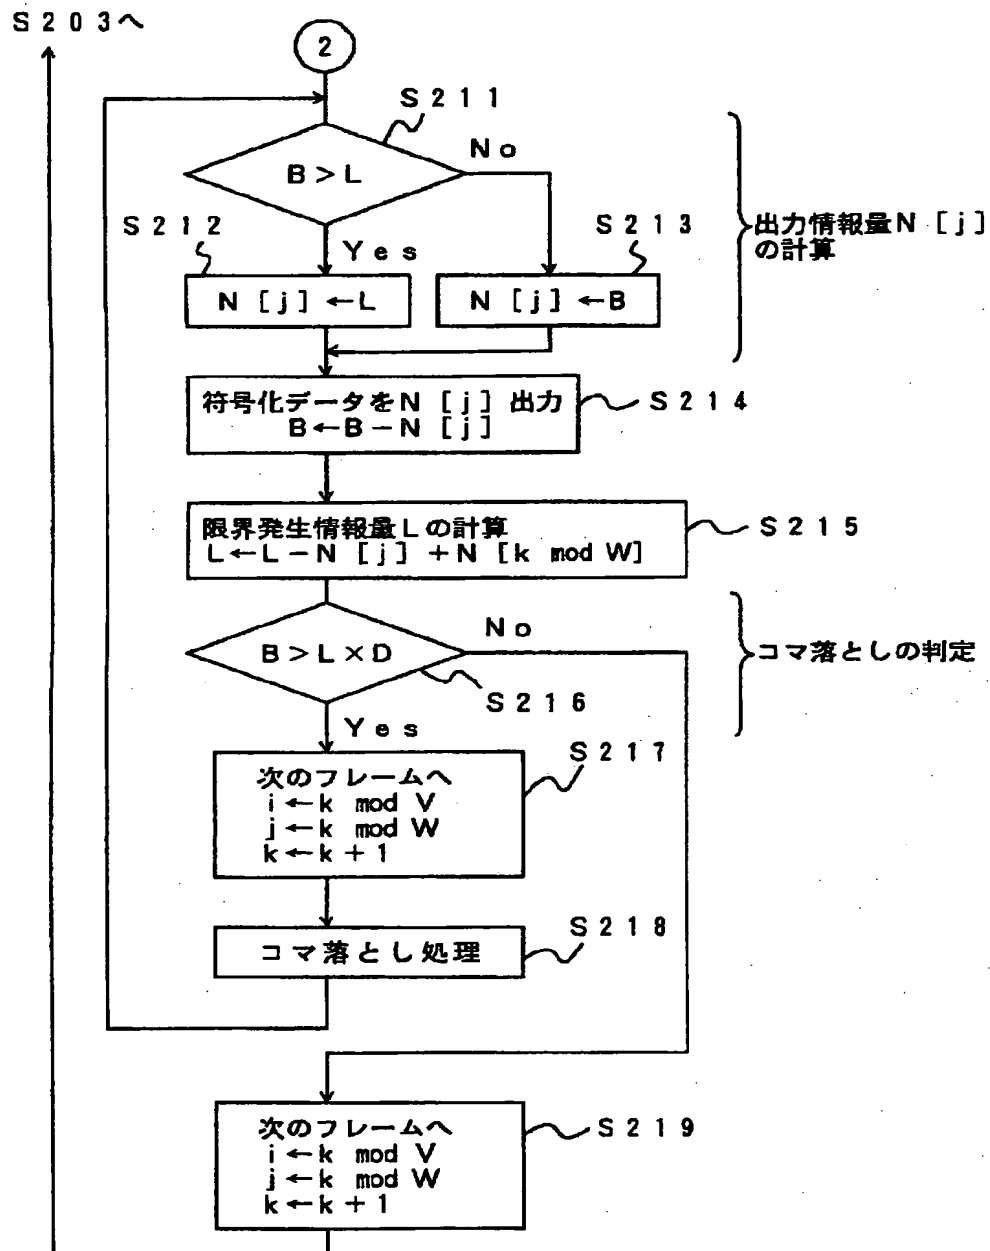 S203へ
2
S211
B>L
No
S212
Yes
S213
N [j] ←L
N [j] ←B
出力情報量N [j]
の計算
符号化データをN [j] 出力
B←B−N [j]
S214
限界発生情報量Lの計算
L←L−N [j] +N [k mod W]
S215
B>L×D
No
S216
Yes
コマ落としの判定
次のフレームへ
i←k mod V
j←k mod W
k←k+1
S217
コマ落とし処理
S218
次のフレームへ
i←k mod V
j←k mod W
k←k+1
S219